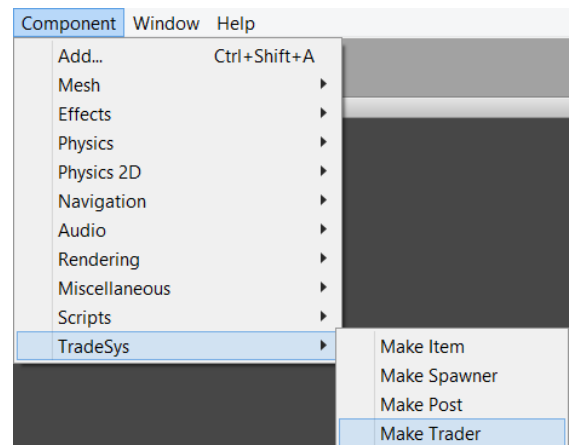 Component Window Help
Add... Ctrl+Shift+A
Mesh
Effects
Physics
Physics 2D
Navigation
Audio
Rendering
Miscellaneous
Scripts
TradeSys
Make Item
Make Spawner
Make Post
Make Trader